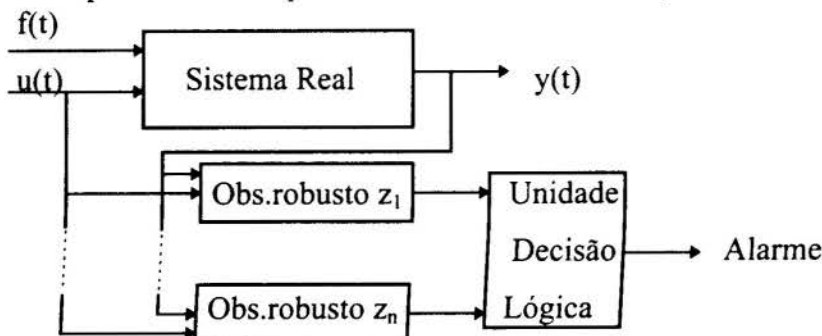 f(t)
u(t)
Sistema Real
y(t)
Obs.robusto z₁
Unidade
Decisão
Lógica
Alarme
Obs.robusto zₙ